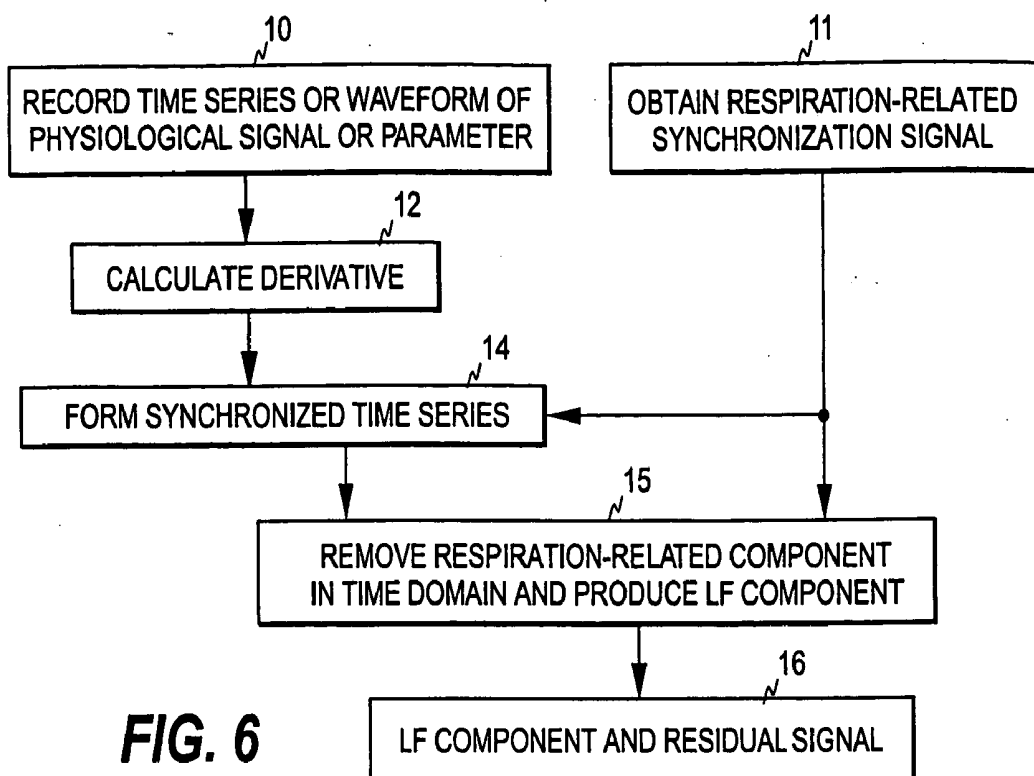 10
RECORD TIME SERIES OR WAVEFORM OF
PHYSIOLOGICAL SIGNAL OR PARAMETER
11
OBTAIN RESPIRATION-RELATED
SYNCHRONIZATION SIGNAL
12
CALCULATE DERIVATIVE
14
FORM SYNCHRONIZED TIME SERIES
15
REMOVE RESPIRATION-RELATED COMPONENT
IN TIME DOMAIN AND PRODUCE LF COMPONENT
16
LF COMPONENT AND RESIDUAL SIGNAL
FIG. 6